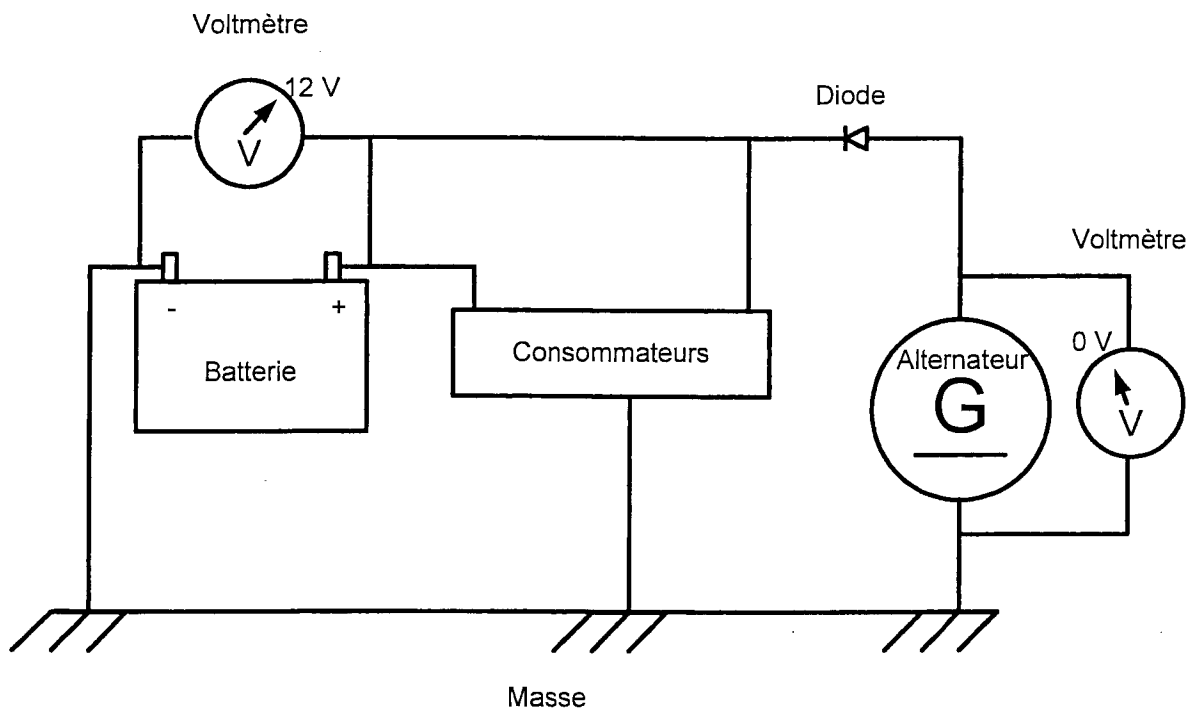 Voltmètre
12 V
V
Diode
Voltmètre
- +
Batterie
Consommateurs
Alternateur
G
0 V
V
Masse